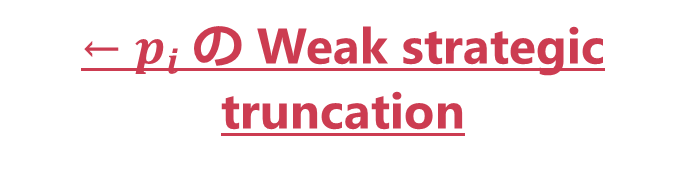 ← 𝒑𝒊 の Weak strategic
truncation